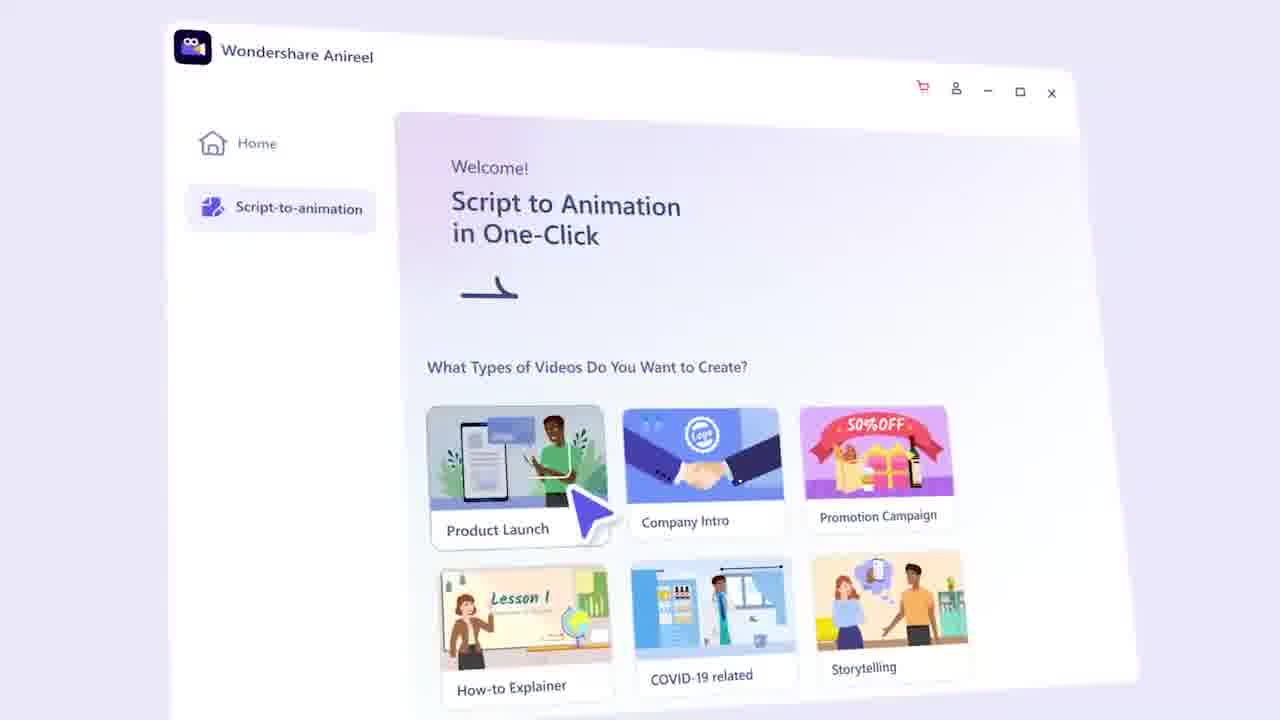 Wondershare Anireel
Home
Script-to-animation
Welcome!
Script to Animation
in One-Click
What Types of Videos Do You Want to Create?
Logo
50%OFF
Product Launch
Company Intro
Promotion Campaign
Lesson 1
How-to Explainer
COVID-19 related
Storytelling